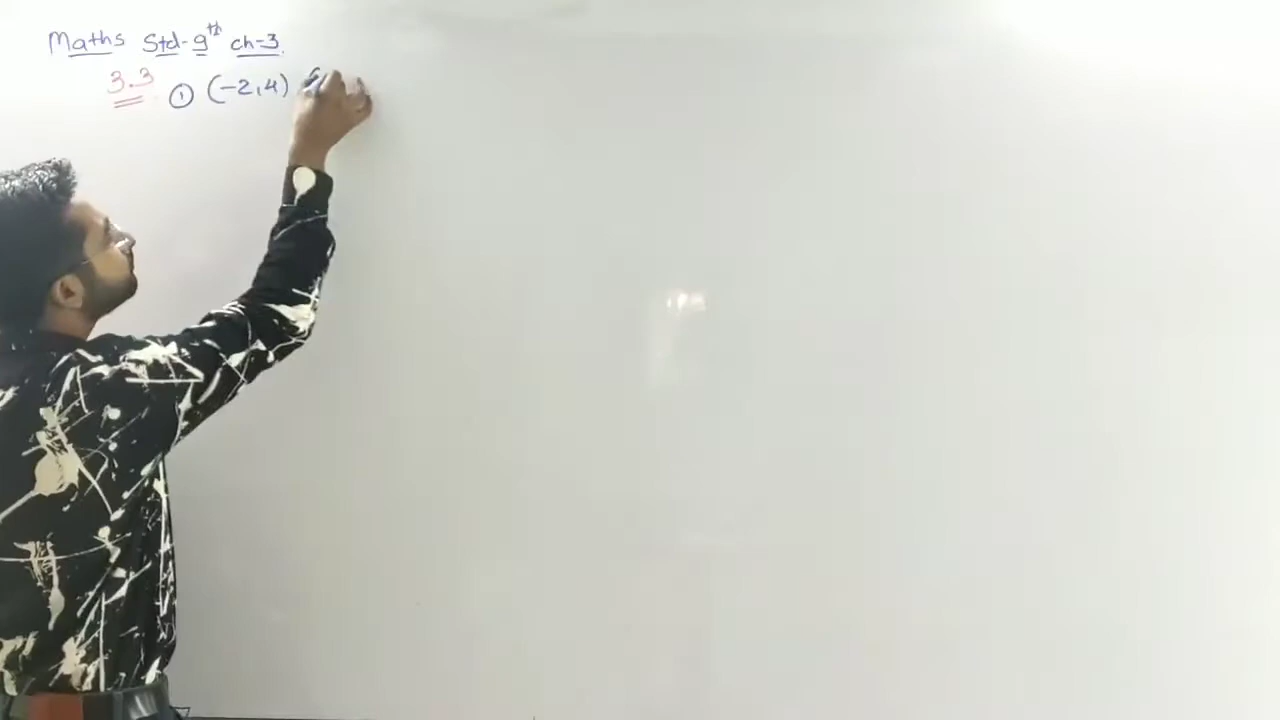 Maths Std-9th ch-3.
3.3 ① (-2,4)